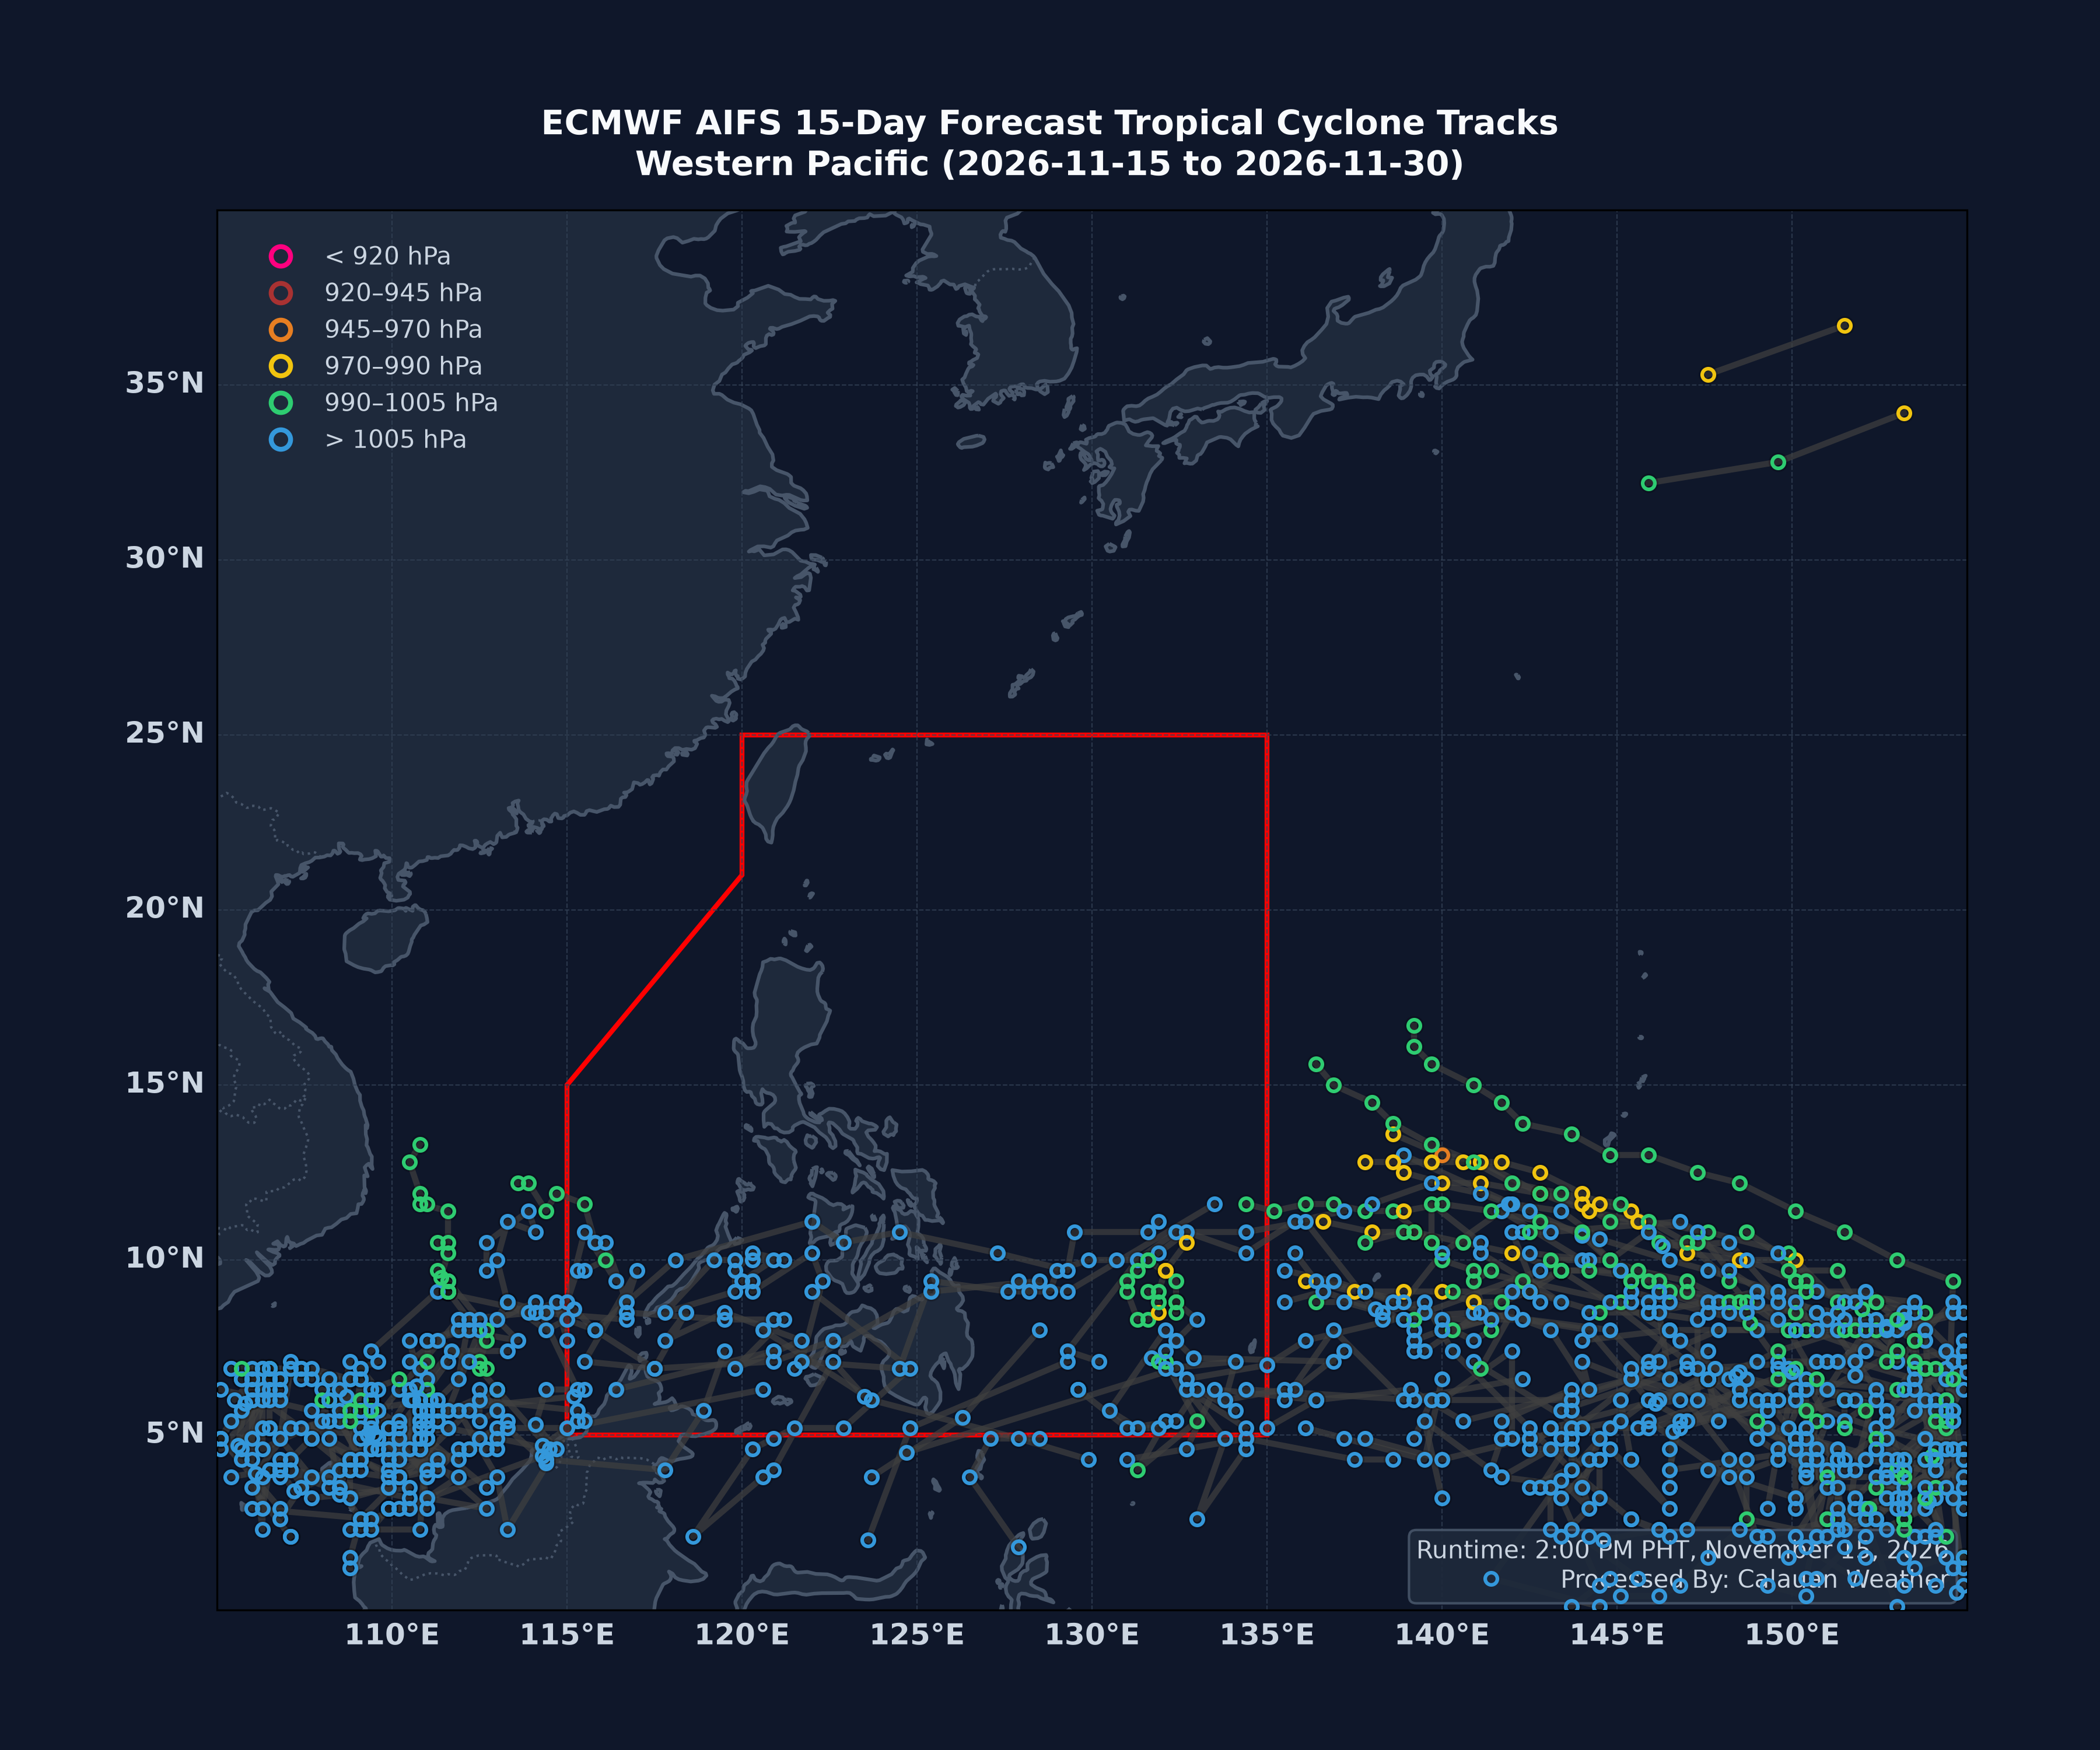 ECMWF AIFS 15-Day Forecast Tropical Cyclone Tracks
Western Pacific (2026-11-15 to 2026-11-30)
< 920 hPa
920–945 hPa
945–970 hPa
970–990 hPa
990–1005 hPa
> 1005 hPa
35°N
30°N
25°N
20°N
15°N
10°N
5°N
Runtime: 2:00 PM PHT, November 15, 2026
Processed By: Calauan Weather
110°E
115°E
120°E
125°E
130°E
135°E
140°E
145°E
150°E